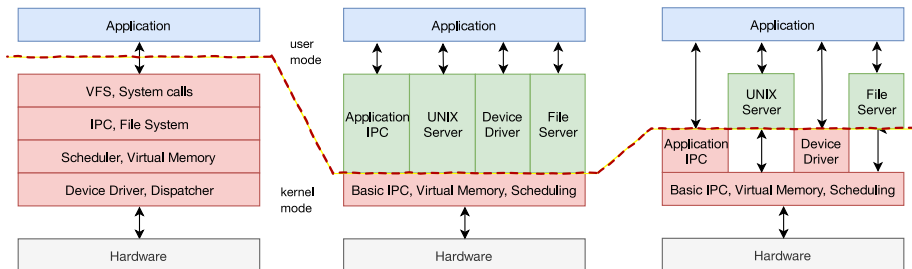 Application
VFS, System calls
IPC, File System
Scheduler, Virtual Memory
Device Driver, Dispatcher
Hardware
user
mode
kernel
mode
Application
Application
IPC
UNIX
Server
Device
Driver
File
Server
Basic IPC, Virtual Memory, Scheduling
Hardware
Application
UNIX
Server
File
Server
Application
IPC
Device
Driver
Basic IPC, Virtual Memory, Scheduling
Hardware